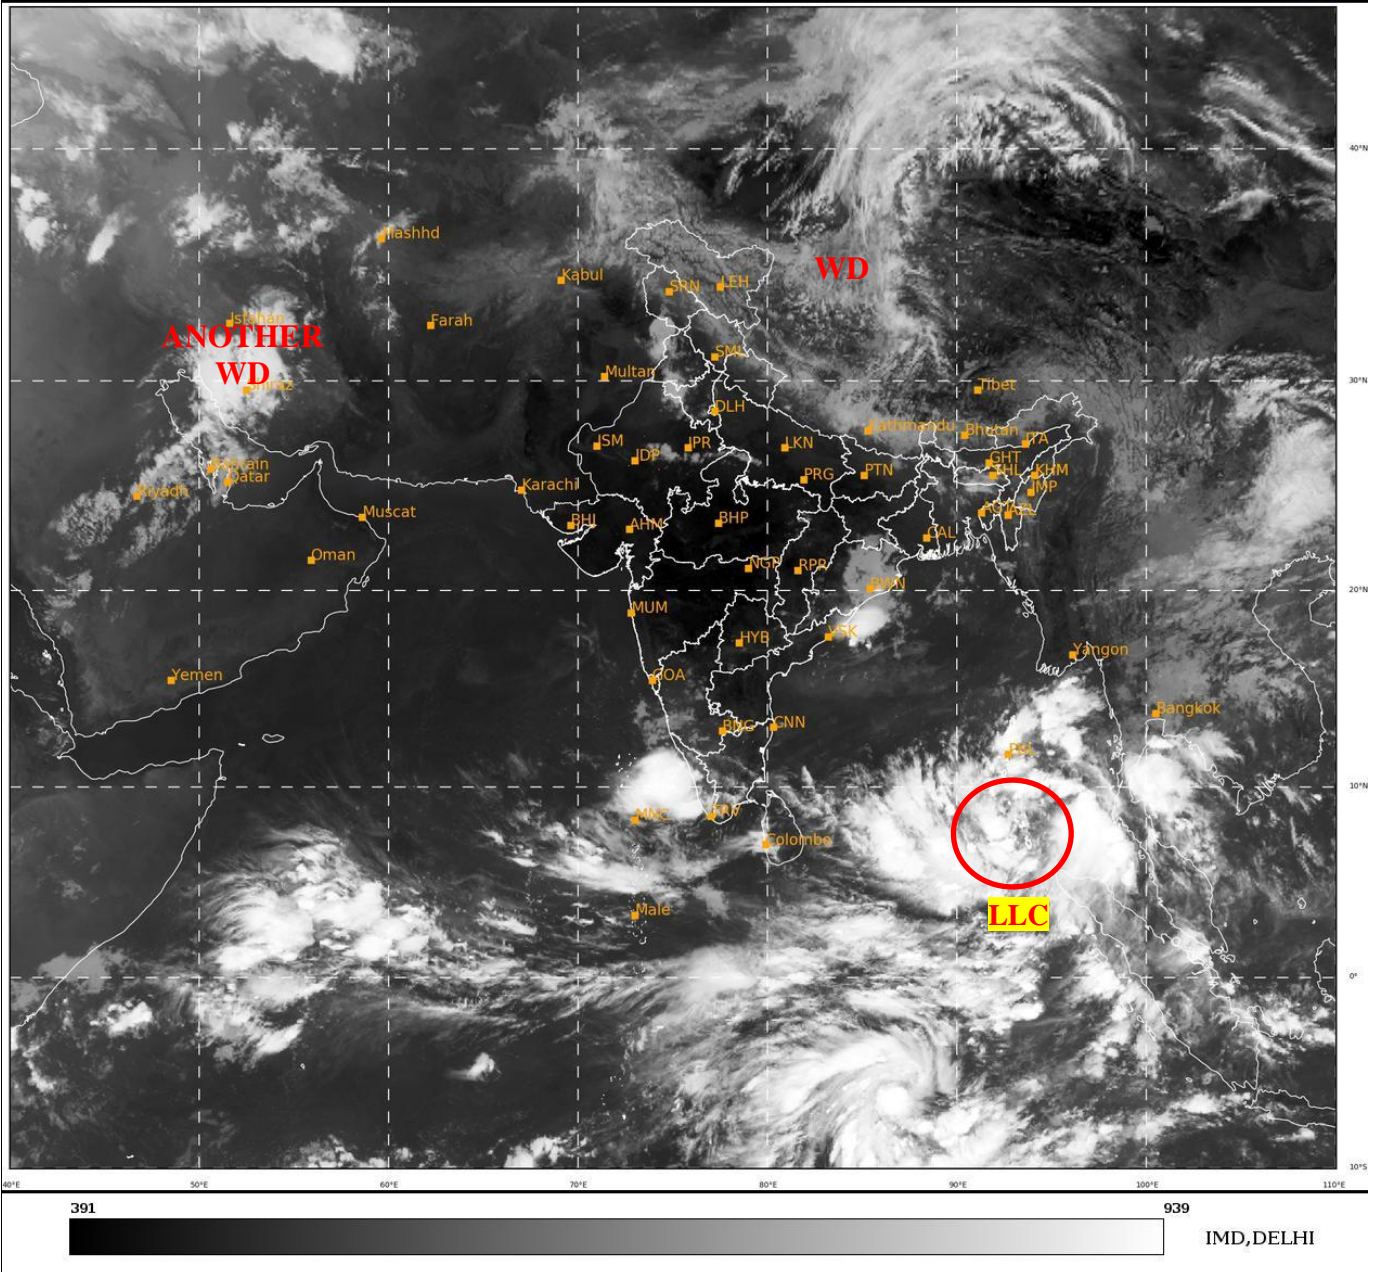 40°N
Mashhd
Kabul
WD
SRN
LEH
Isfahan
Farah
ANOTHER
WD
SML
Multan
Shiraz
Tibet
30°N
DLH
Kathmandu
Bhutan
ITA
JSM
JDP
JPR
LKN
GHT
SHL
KHM
Bahrain
Qatar
Riyadh
Karachi
PRG
PTN
IMP
Muscat
BHJ
AHM
BHP
CAL
AGT
AZL
Oman
NGP
RPR
BWN
20°N
MUM
VSK
HYB
Yangon
Yemen
GOA
Bangkok
BNG
CNN
PBL
10°N
MNC
TRV
Colombo
Male
LLC
0°
10°S
40°E 50°E 60°E 70°E 80°E 90°E 100°E 110°E
391 939
IMD,DELHI